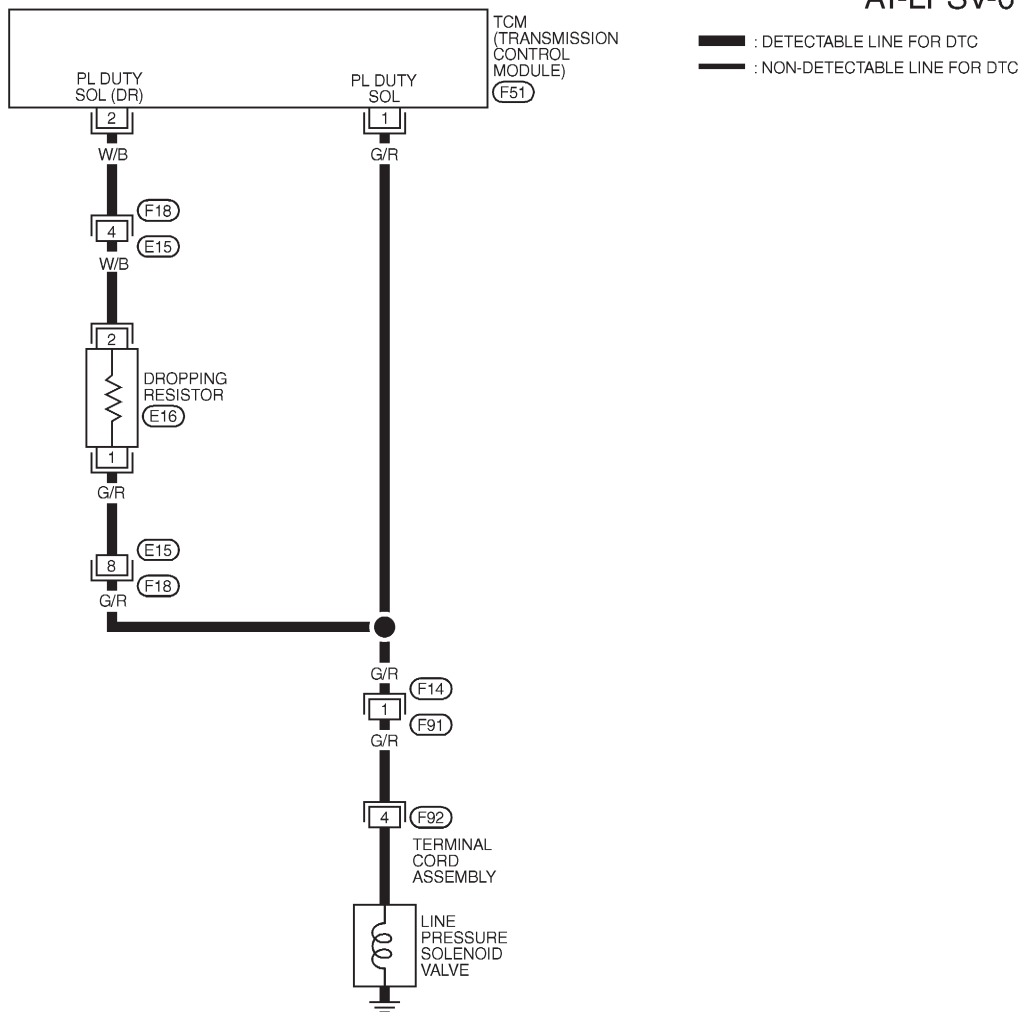 : DETECTABLE LINE FOR DTC
: NON-DETECTABLE LINE FOR DTC
TCM
(TRANSMISSION
CONTROL
MODULE)
F51
PL DUTY
SOL (DR)
PL DUTY
SOL
2
1
W/B
G/R
F18
4
E15
W/B
2
DROPPING
RESISTOR
E16
1
G/R
E15
8
F18
G/R
G/R
F14
1
F91
G/R
4
F92
TERMINAL
CORD
ASSEMBLY
LINE
PRESSURE
SOLENOID
VALVE